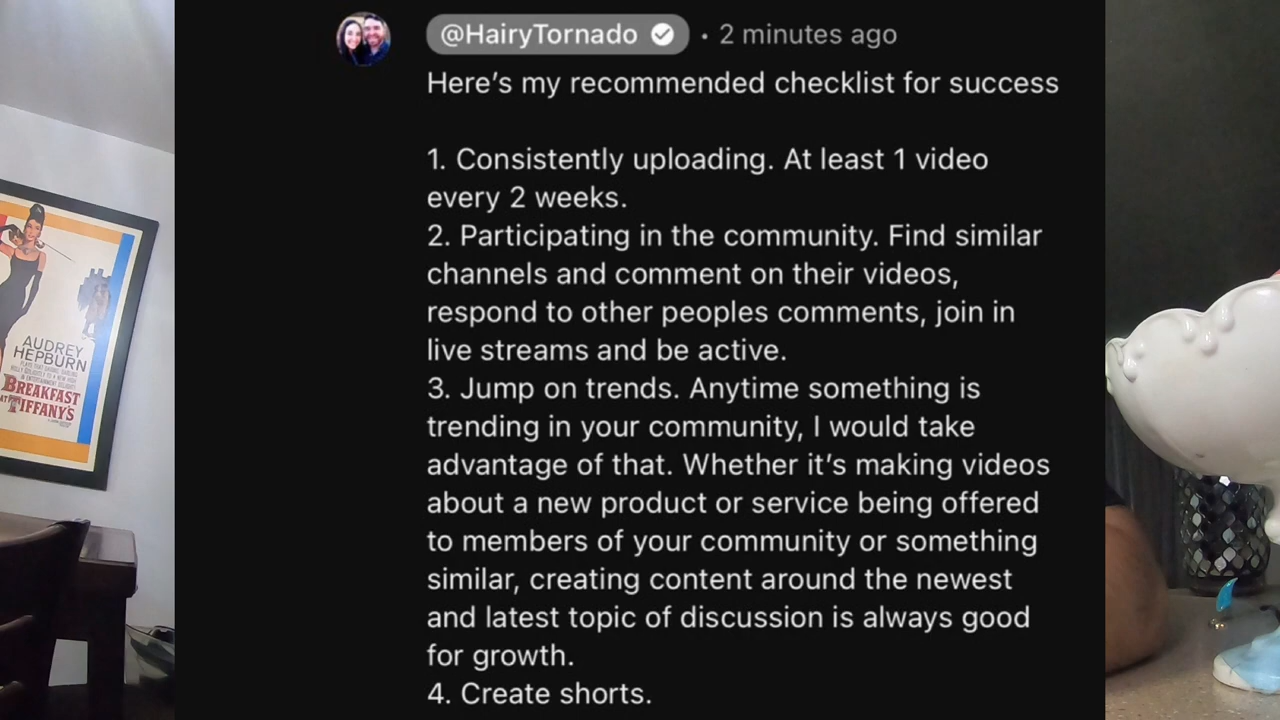 @HairyTornado • 2 minutes ago
Here's my recommended checklist for success
1. Consistently uploading. At least 1 video
every 2 weeks.
2. Participating in the community. Find similar
channels and comment on their videos,
respond to other peoples comments, join in
live streams and be active.
3. Jump on trends. Anytime something is
trending in your community, I would take
advantage of that. Whether it's making videos
about a new product or service being offered
to members of your community or something
similar, creating content around the newest
and latest topic of discussion is always good
for growth.
4. Create shorts.
AUDREY
HEPBURN
BREAKFAST
AT TIFFANY'S